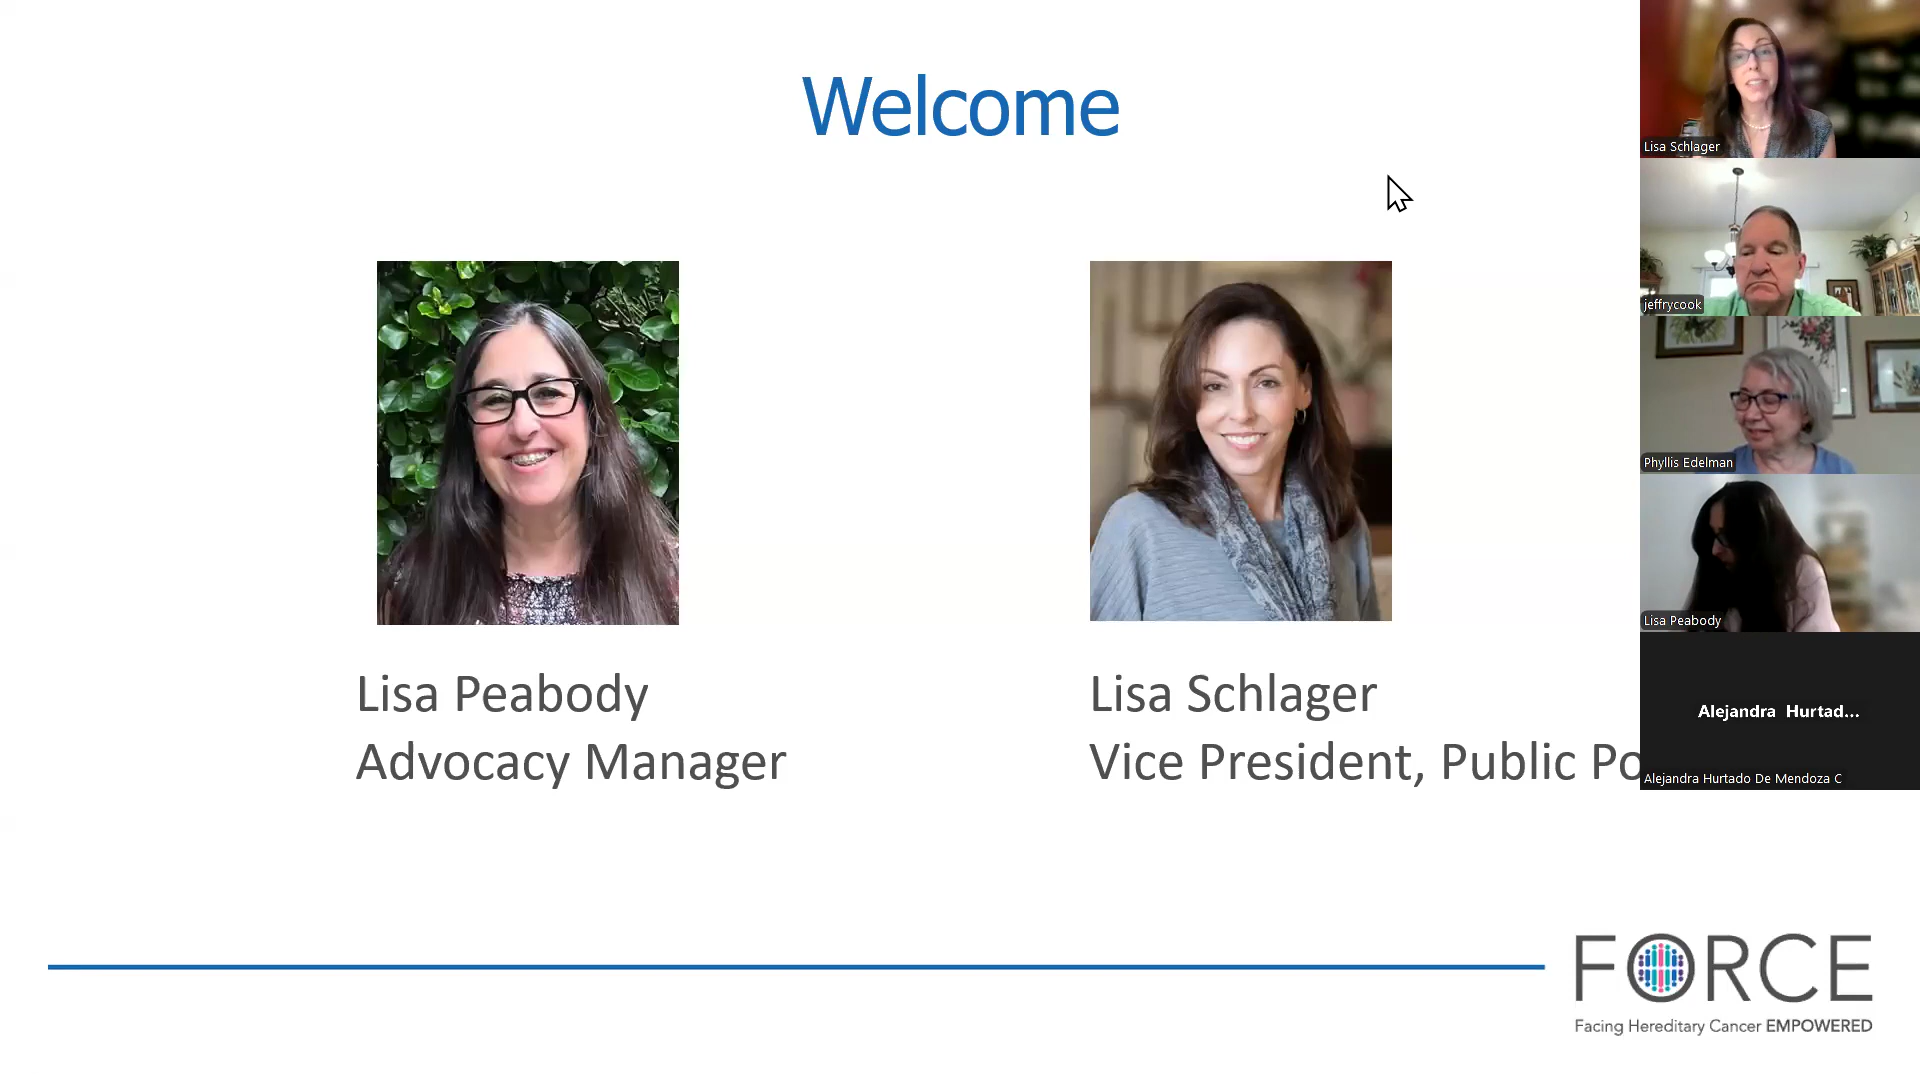 Welcome
Lisa Peabody
Advocacy Manager
Lisa Schlager
Vice President, Public Po
FORCE
Facing Hereditary Cancer EMPOWERED
Lisa Schlager
jeffrycook
Phyllis Edelman
Lisa Peabody
Alejandra Hurtad...
Alejandra Hurtado De Mendoza C